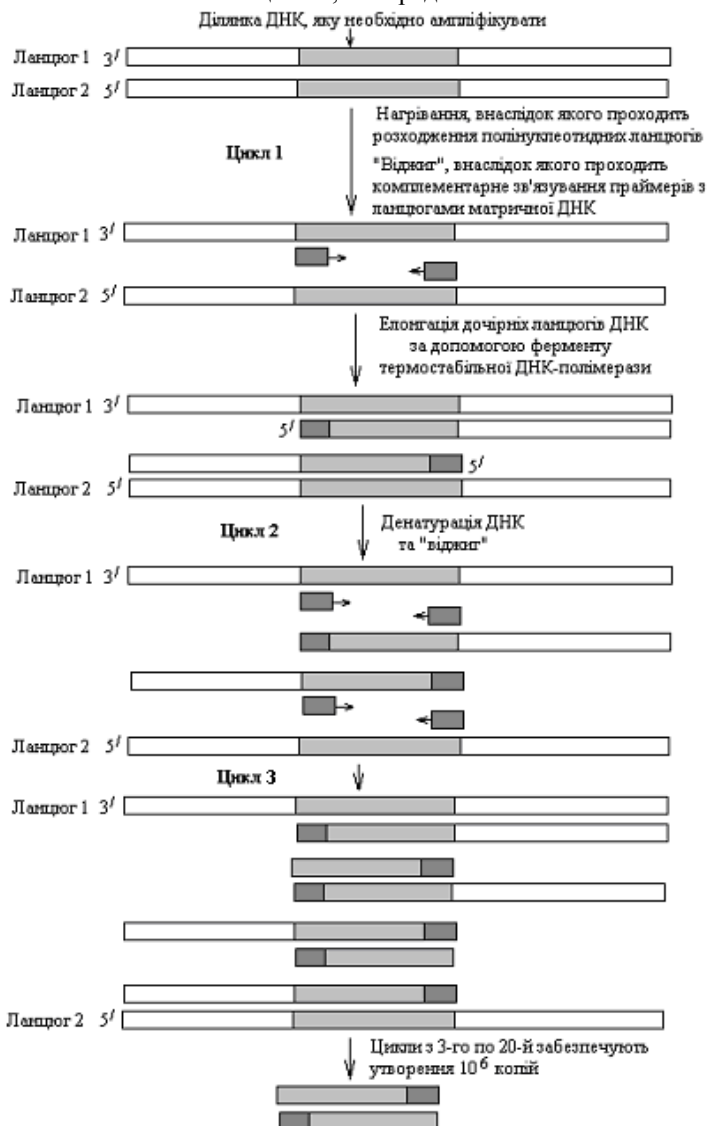 Ділянка ДНК, яку необхідно ампліфікувати
Ланцюг 1 3/
Ланцюг 2 5/
Цикл 1
Нагрівання, внаслідок якого проходить
розходження полінуклеотидних ланцюгів
"Віджиг", внаслідок якого проходить
комплементарне зв'язування праймерів з
ланцюгами матричної ДНК
Ланцюг 1 3/
Ланцюг 2 5/
Елонгація дочірніх ланцюгів ДНК
за допомогою ферменту
термостабільної ДНК-полімерази
Ланцюг 1 3/
5/
5/
Ланцюг 2 5/
Цикл 2
Денатурація ДНК
та "віджиг"
Ланцюг 1 3/
Ланцюг 2 5/
Цикл 3
Ланцюг 1 3/
Ланцюг 2 5/
Цикли з 3-го по 20-й забезпечують
утворення 10⁶ копій